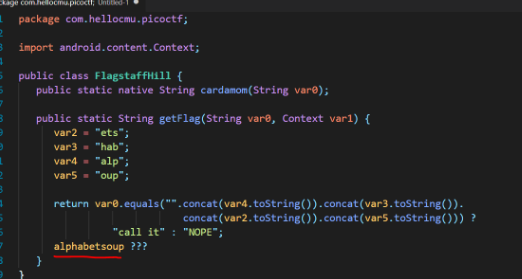 ckage com.hellocmu.picoctf; Untitled-1 ●
package com.hellocmu.picoctf;
import android.content.Context;
public class FlagstaffHill {
public static native String cardamom(String var0);
public static String getFlag(String var0, Context var1) {
var2 = "ets";
var3 = "hab";
var4 = "alp";
var5 = "oup";
return var0.equals("".concat(var4.toString()).concat(var3.toString()).
concat(var2.toString()).concat(var5.toString())) ?
"call it" : "NOPE";
alphabetsoup ???
}
}